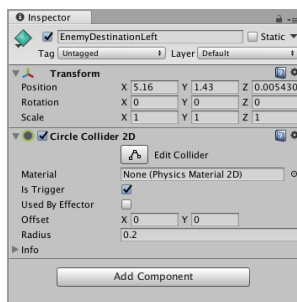 Inspector
EnemyDestinationLeft Static
Tag Untagged Layer Default
Transform
Position X 5.16 Y 1.43 Z 0.005430
Rotation X 0 Y 0 Z 0
Scale X 1 Y 1 Z 1
Circle Collider 2D
Edit Collider
Material None (Physics Material 2D)
Is Trigger
Used By Effector
Offset X 0 Y 0
Radius 0.2
Info
Add Component